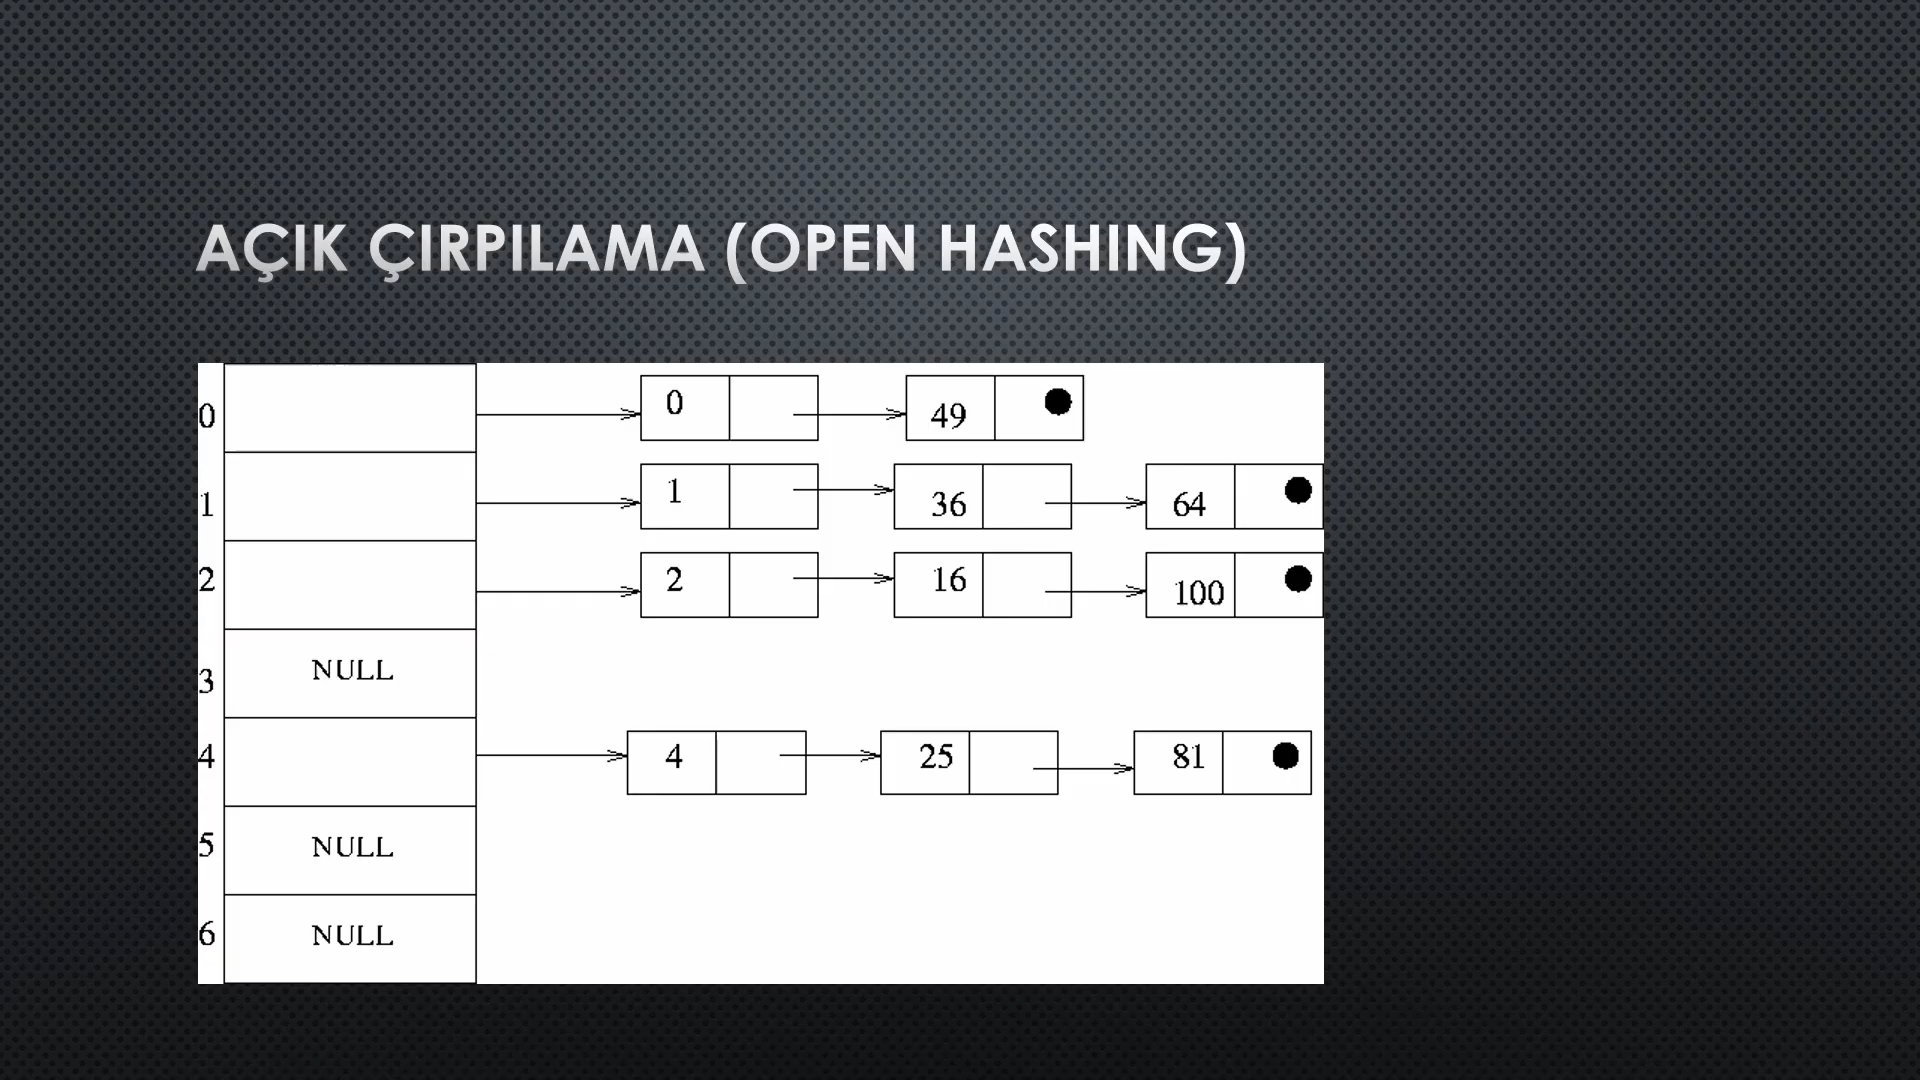 AÇIK ÇIRPILAMA (OPEN HASHING)
0 0 49
1 1 36 64
2 2 16 100
3 NULL
4 4 25 81
5 NULL
6 NULL